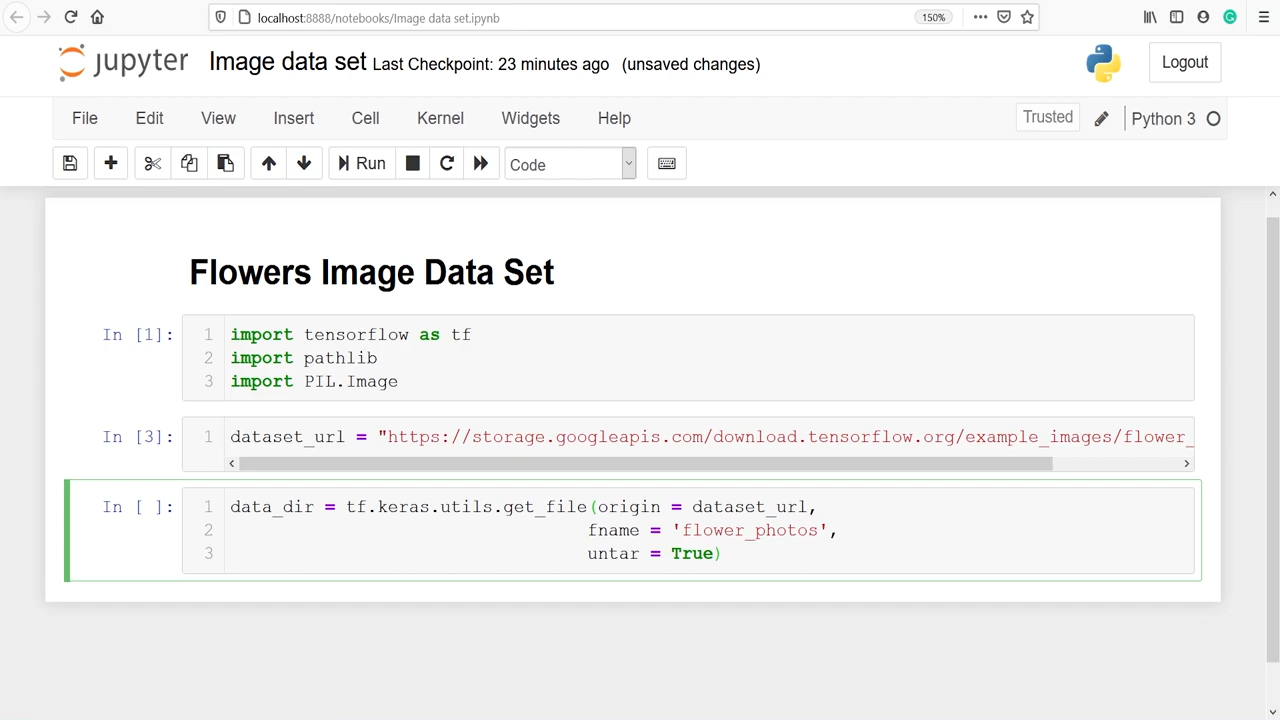 localhost:8888/notebooks/Image data set.ipynb
150%
jupyter Image data set Last Checkpoint: 23 minutes ago (unsaved changes)
Logout
File Edit View Insert Cell Kernel Widgets Help
Trusted
Python 3
Run
Code
Flowers Image Data Set
In [1]:
1 import tensorflow as tf
2 import pathlib
3 import PIL.Image
In [3]:
1 dataset_url = "https://storage.googleapis.com/download.tensorflow.org/example_images/flower_
In [ ]:
1 data_dir = tf.keras.utils.get_file(origin = dataset_url,
2 fname = 'flower_photos',
3 untar = True)